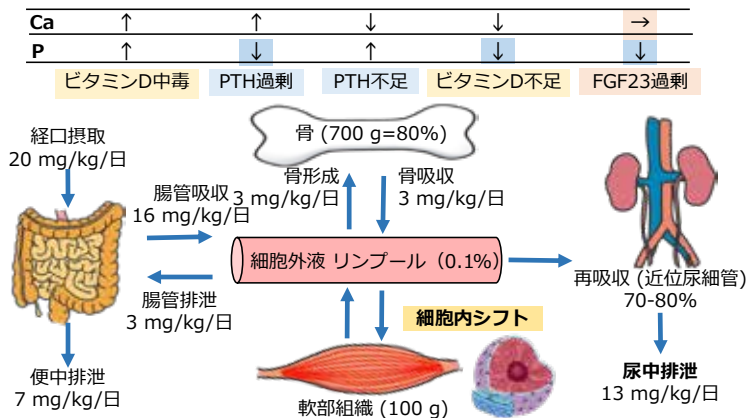 Ca ↑ ↑ ↓ ↓ →
P ↑ ↓ ↑ ↓ ↓
ビタミンD中毒 PTH過剰 PTH不足 ビタミンD不足 FGF23過剰
骨 (700 g=80%)
経口摂取
20 mg/kg/日
腸管吸収
16 mg/kg/日
骨形成
3 mg/kg/日
骨吸収
3 mg/kg/日
細胞外液 リンプール（0.1%）
再吸収 (近位尿細管)
70-80%
腸管排泄
3 mg/kg/日
細胞内シフト
便中排泄
7 mg/kg/日
軟部組織 (100 g)
尿中排泄
13 mg/kg/日